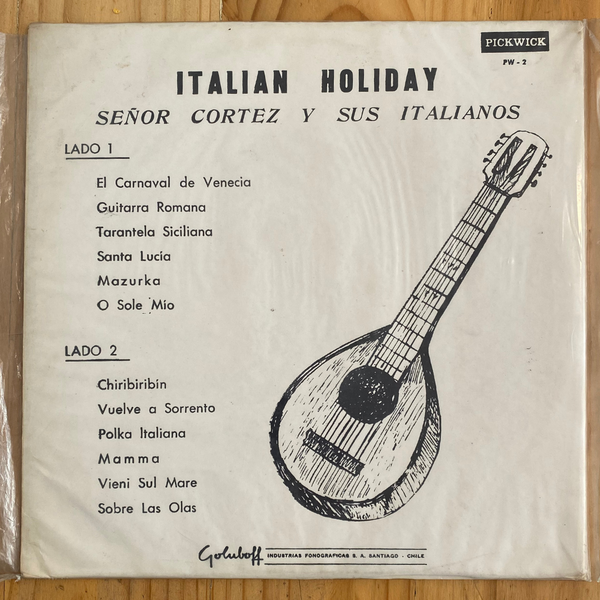 PICKWICK
PW - 2
ITALIAN HOLIDAY
SEÑOR CORTEZ Y SUS ITALIANOS
LADO 1
El Carnaval de Venecia
Guitarra Romana
Tarantela Siciliana
Santa Lucía
Mazurka
O Sole Mio
LADO 2
Chiribiribín
Vuelve a Sorrento
Polka Italiana
Mamma
Vieni Sul Mare
Sobre Las Olas
Goluboff INDUSTRIAS FONOGRAFICAS S. A. SANTIAGO - CHILE